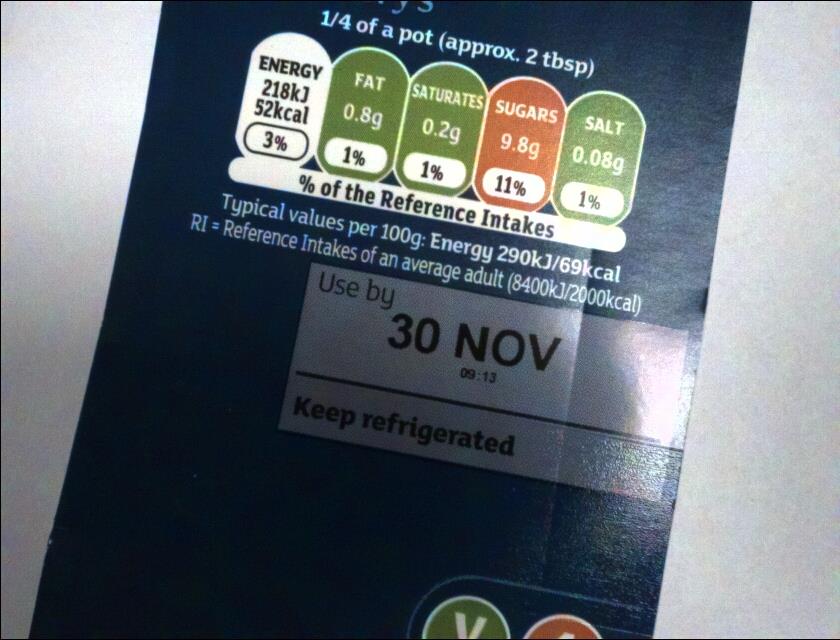 1/4 of a pot (approx. 2 tbsp)
ENERGY 218kJ 52kcal 3%
FAT 0.8g 1%
SATURATES 0.2g 1%
SUGARS 9.8g 11%
SALT 0.08g 1%
% of the Reference Intakes
Typical values per 100g: Energy 290kJ/69kcal
RI = Reference Intakes of an average adult (8400kJ/2000kcal)
Use by
30 NOV
09:13
Keep refrigerated
V